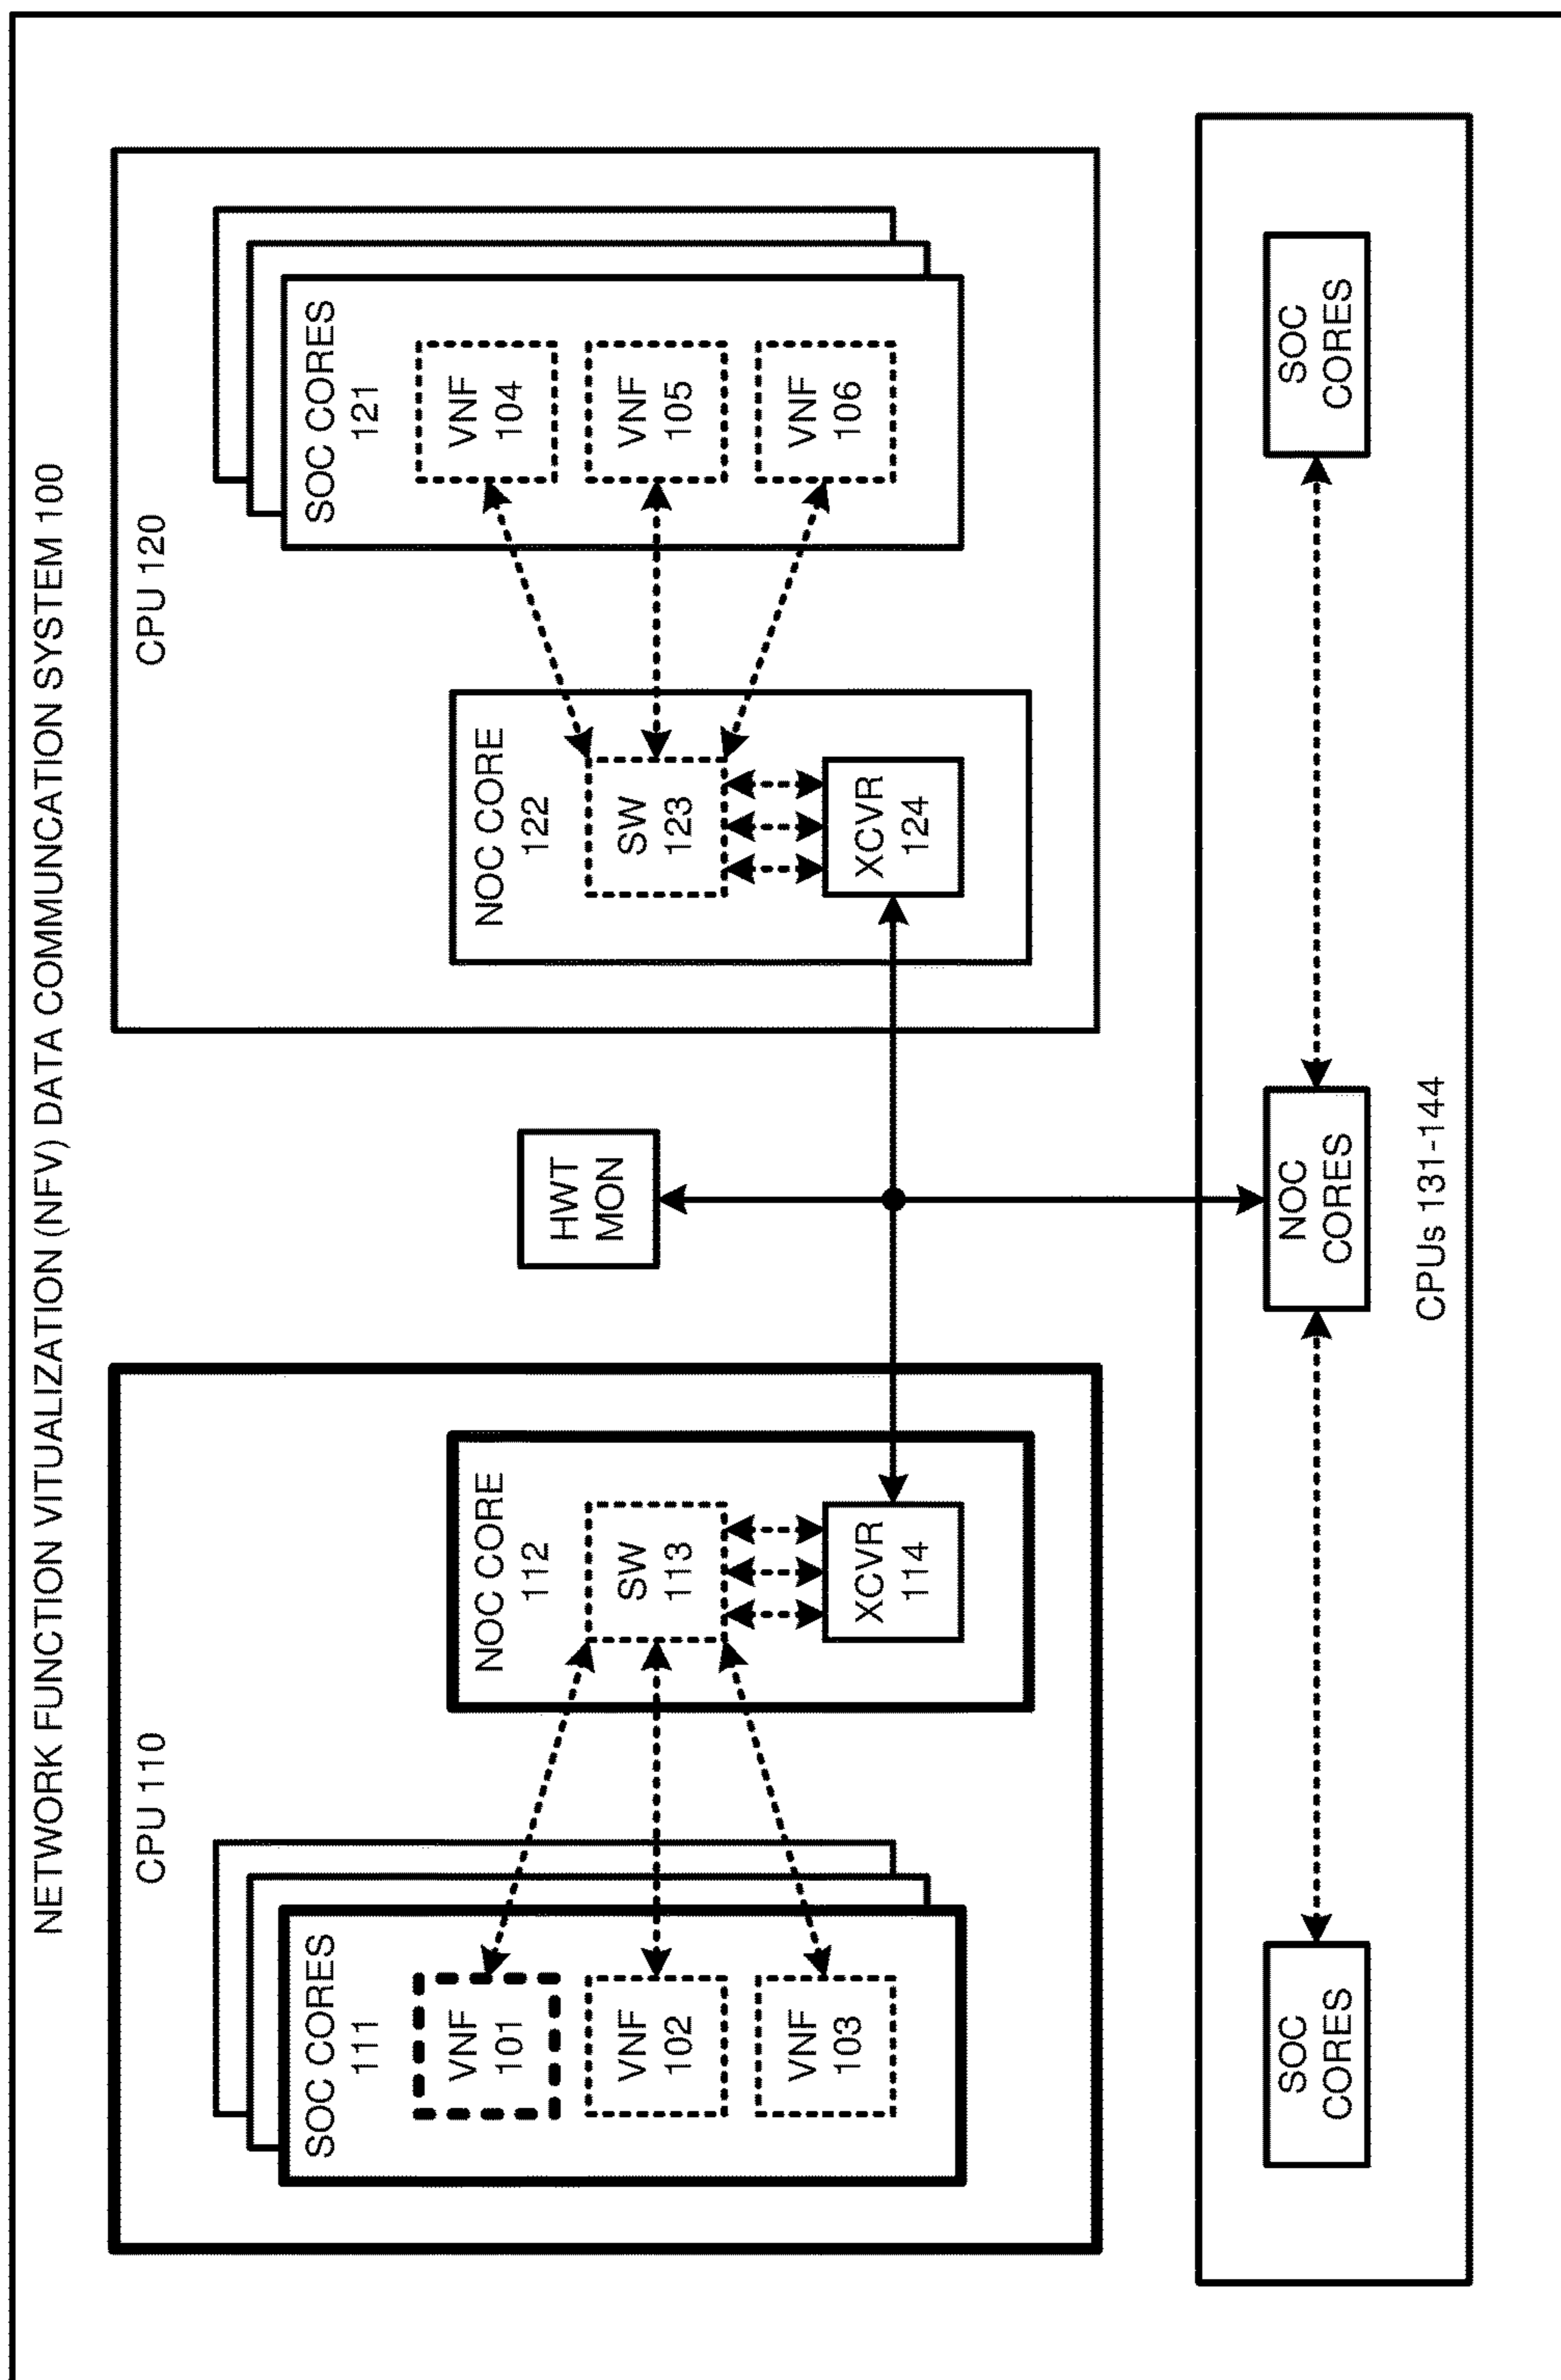 NETWORK FUNCTION VITUALIZATION (NFV) DATA COMMUNCATION SYSTEM 100
CPU 110
SOC CORES
111
VNF
101
VNF
102
VNF
103
NOC CORE
112
SW
113
XCVR
114
HWT
MON
CPU 120
NOC CORE
122
SW
123
XCVR
124
SOC CORES
121
VNF
104
VNF
105
VNF
106
SOC
CORES
NOC
CORES
SOC
CORES
CPUs 131-144